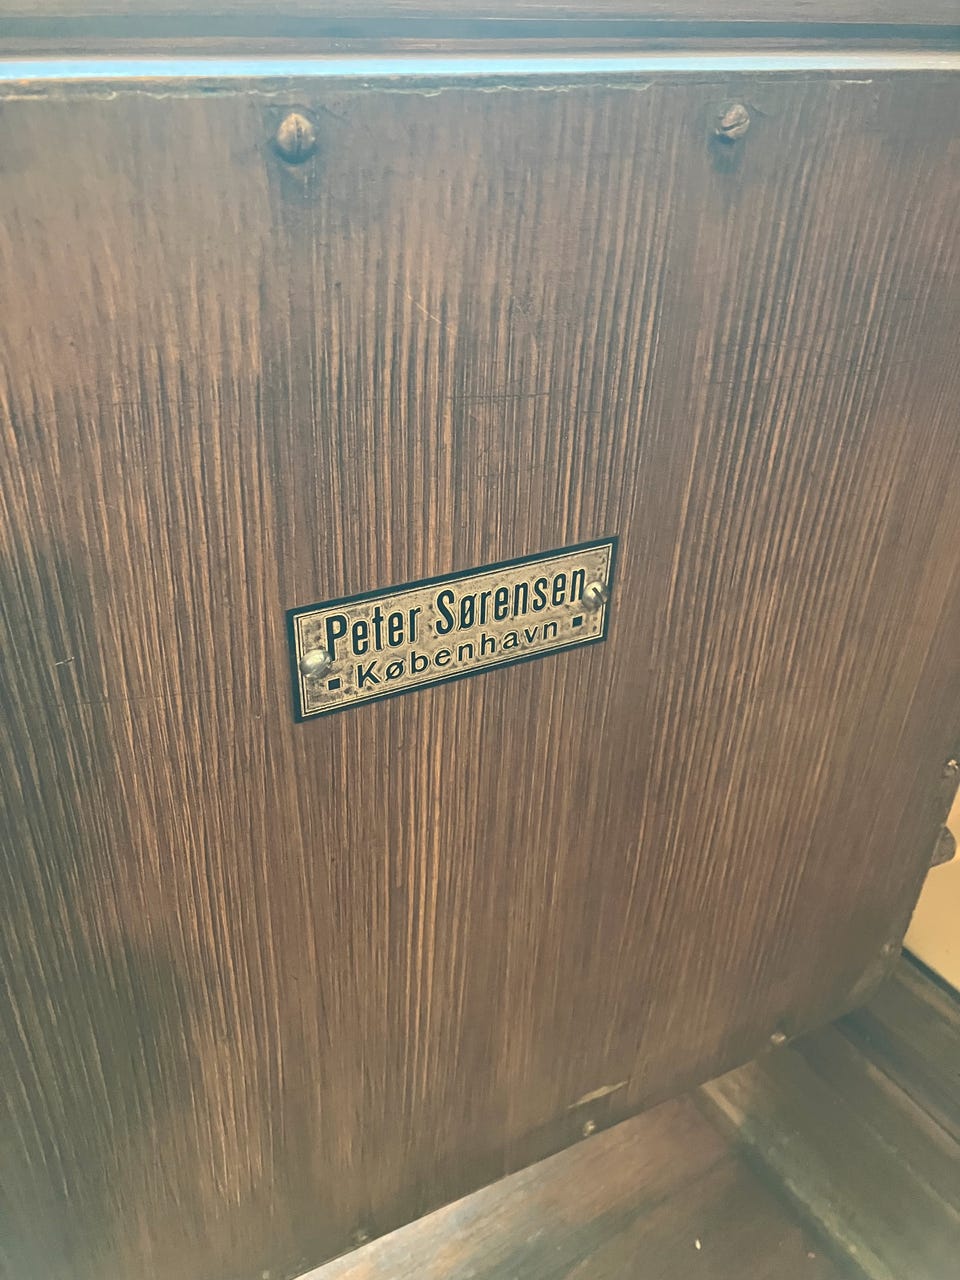 Peter Sørensen
▪ København ▪